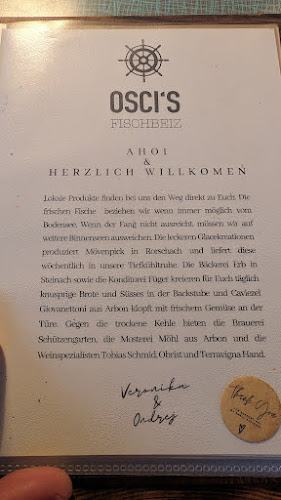 OSCI'S
FISCHBEIZ
AHOI
&
HERZLICH WILLKOMEN
Lokale Produkte finden bei uns den Weg direkt zu Euch. Die
frischen Fische beziehen wir wenn immer möglich vom
Bodensee. Wenn der Fang nicht ausreicht, müssen wir auf
weitere Binnenseen ausweichen. Die leckeren Glacekreationen
produziert Mövenpick in Rorschach und liefert diese
wöchentlich in unsere Tiefkühltruhe. Die Bäckerei Erb in
Steinach sowie die Konditorei Füger kreieren für Euch täglich
knusprige Brote und Süsses in der Backstube und Caviezel
Giovanettoni aus Arbon klopft mit frischem Gemüse an der
Türe. Gegen die trockene Kehle bieten die Brauerei
Schützengarten, die Mosterei Möhl aus Arbon und die
Weinspezialisten Tobias Schmid, Obrist und Terravigna Hand.
Veronika
&
Andrej
Thank You